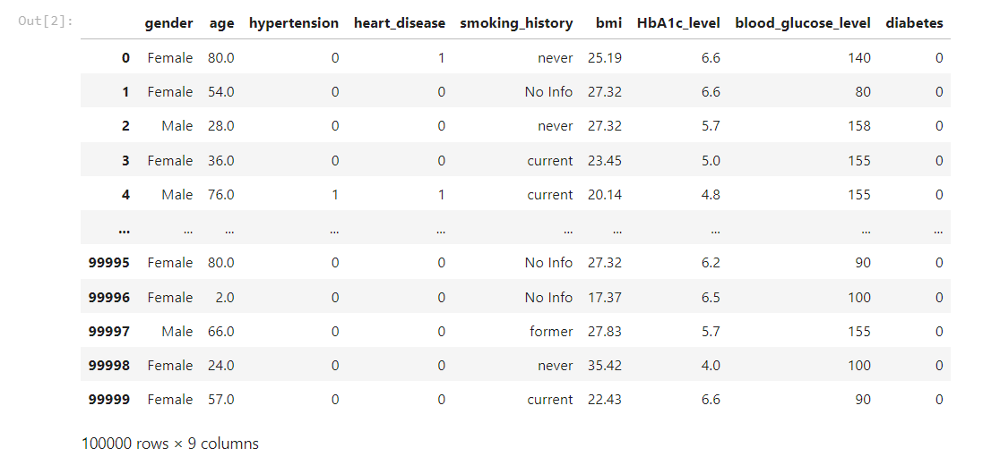 Out[2]:
gender age hypertension heart_disease smoking_history bmi HbA1c_level blood_glucose_level diabetes
0 Female 80.0 0 1 never 25.19 6.6 140 0
1 Female 54.0 0 0 No Info 27.32 6.6 80 0
2 Male 28.0 0 0 never 27.32 5.7 158 0
3 Female 36.0 0 0 current 23.45 5.0 155 0
4 Male 76.0 1 1 current 20.14 4.8 155 0
... ... ... ... ... ... ... ... ... ...
99995 Female 80.0 0 0 No Info 27.32 6.2 90 0
99996 Female 2.0 0 0 No Info 17.37 6.5 100 0
99997 Male 66.0 0 0 former 27.83 5.7 155 0
99998 Female 24.0 0 0 never 35.42 4.0 100 0
99999 Female 57.0 0 0 current 22.43 6.6 90 0
100000 rows × 9 columns